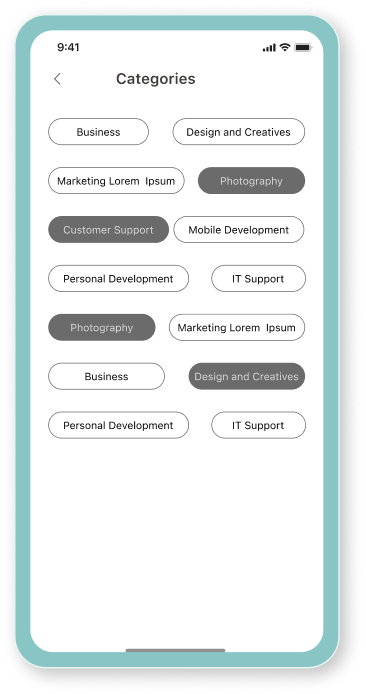 9:41
Categories
Business Design and Creatives
Marketing Lorem  Ipsum Photography
Customer Support Mobile Development
Personal Development IT Support
Photography Marketing Lorem  Ipsum
Business Design and Creatives
Personal Development IT Support